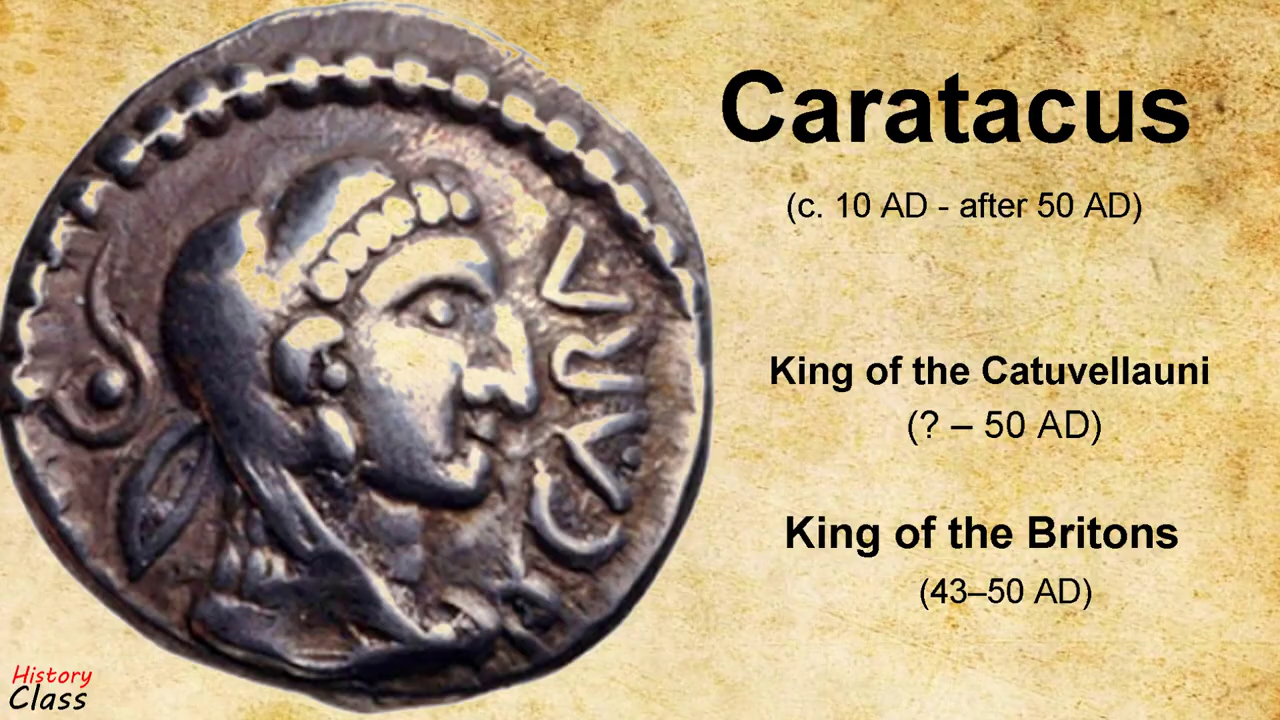 CARA
Caratacus
(c. 10 AD - after 50 AD)
King of the Catuvellauni
(? – 50 AD)
King of the Britons
(43–50 AD)
History
Class